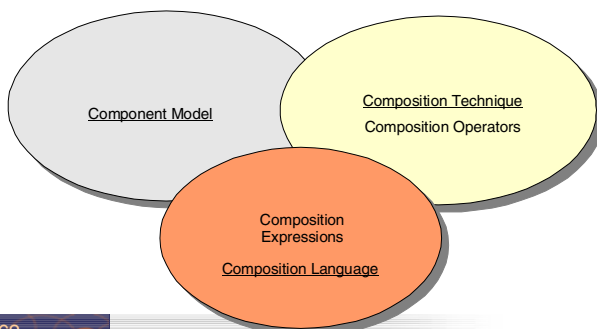 Component Model
Composition Technique
Composition Operators
Composition
Expressions
Composition Language